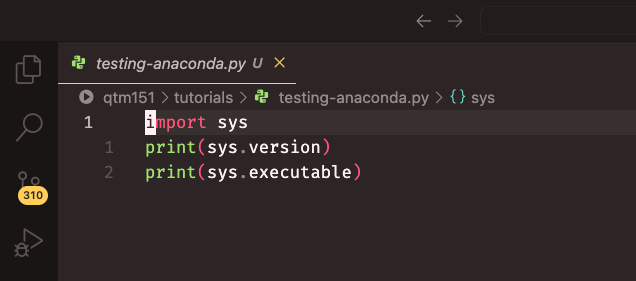 testing-anaconda.py U
qtm151 > tutorials > testing-anaconda.py > {} sys
1 import sys
1 print(sys.version)
2 print(sys.executable)
310